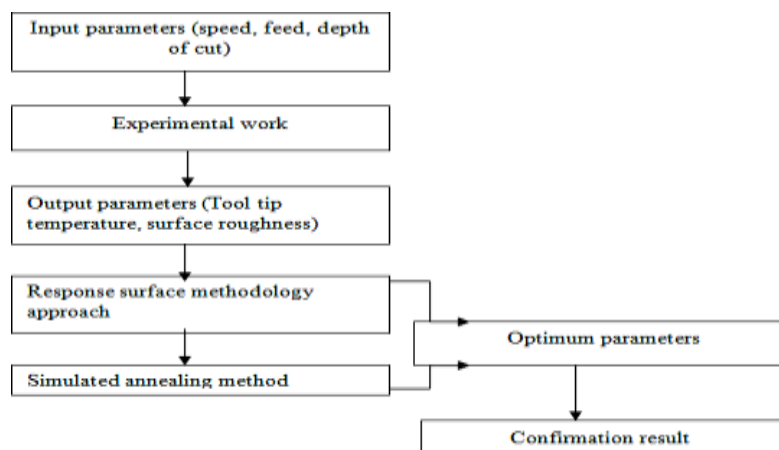 Input parameters (speed, feed, depth
of cut)
Experimental work
Output parameters (Tool tip
temperature, surface roughness)
Response surface methodology
approach
Optimum parameters
Simulated annealing method
Confirmation result